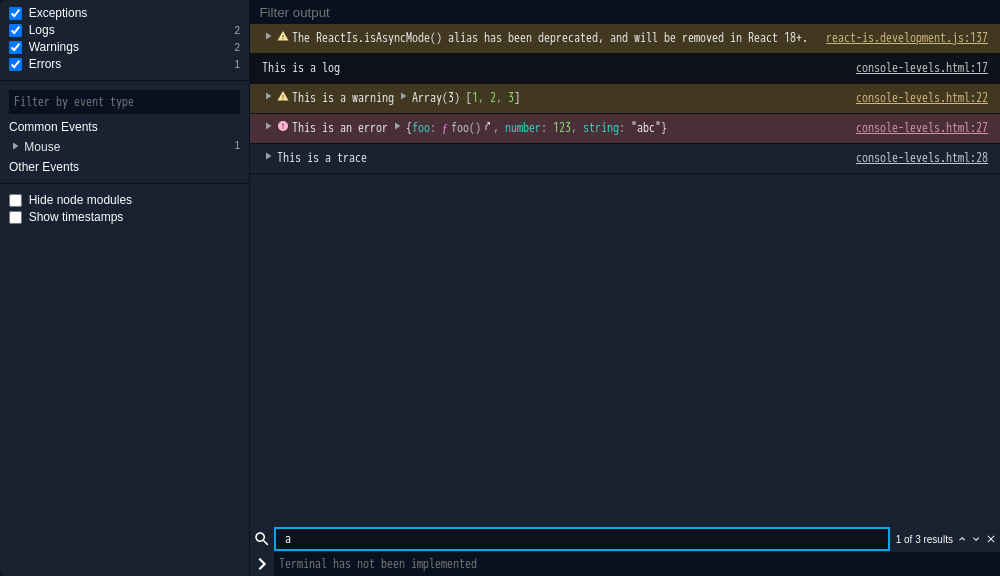 Exceptions
Logs 2
Warnings 2
Errors 1
Filter by event type
Common Events
Mouse 1
Other Events
Hide node modules
Show timestamps
Filter output
The ReactIs.isAsyncMode() alias has been deprecated, and will be removed in React 18+. react-is.development.js:137
This is a log console-levels.html:17
This is a warning Array(3) [1, 2, 3] console-levels.html:22
This is an error {foo: ƒ foo(), number: 123, string: "abc"} console-levels.html:27
This is a trace console-levels.html:28
a 1 of 3 results
Terminal has not been implemented